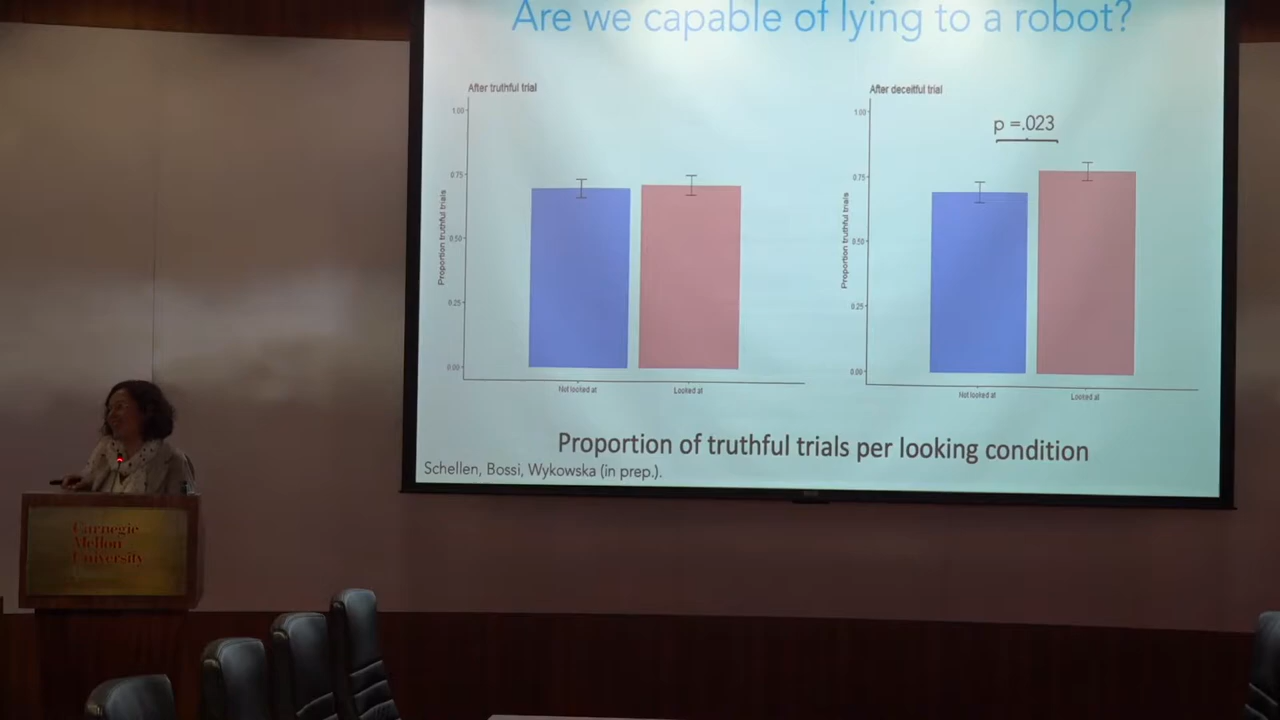 Are we capable of lying to a robot?
After truthful trial
1.00
0.75
0.50
0.25
0.00
Proportion truthful trials
Not looked at
Looked at
After deceitful trial
p =.023
1.00
0.75
0.50
0.25
0.00
Proportion truthful trials
Not looked at
Looked at
Proportion of truthful trials per looking condition
Schellen, Bossi, Wykowska (in prep.).
Carnegie
Mellon
University